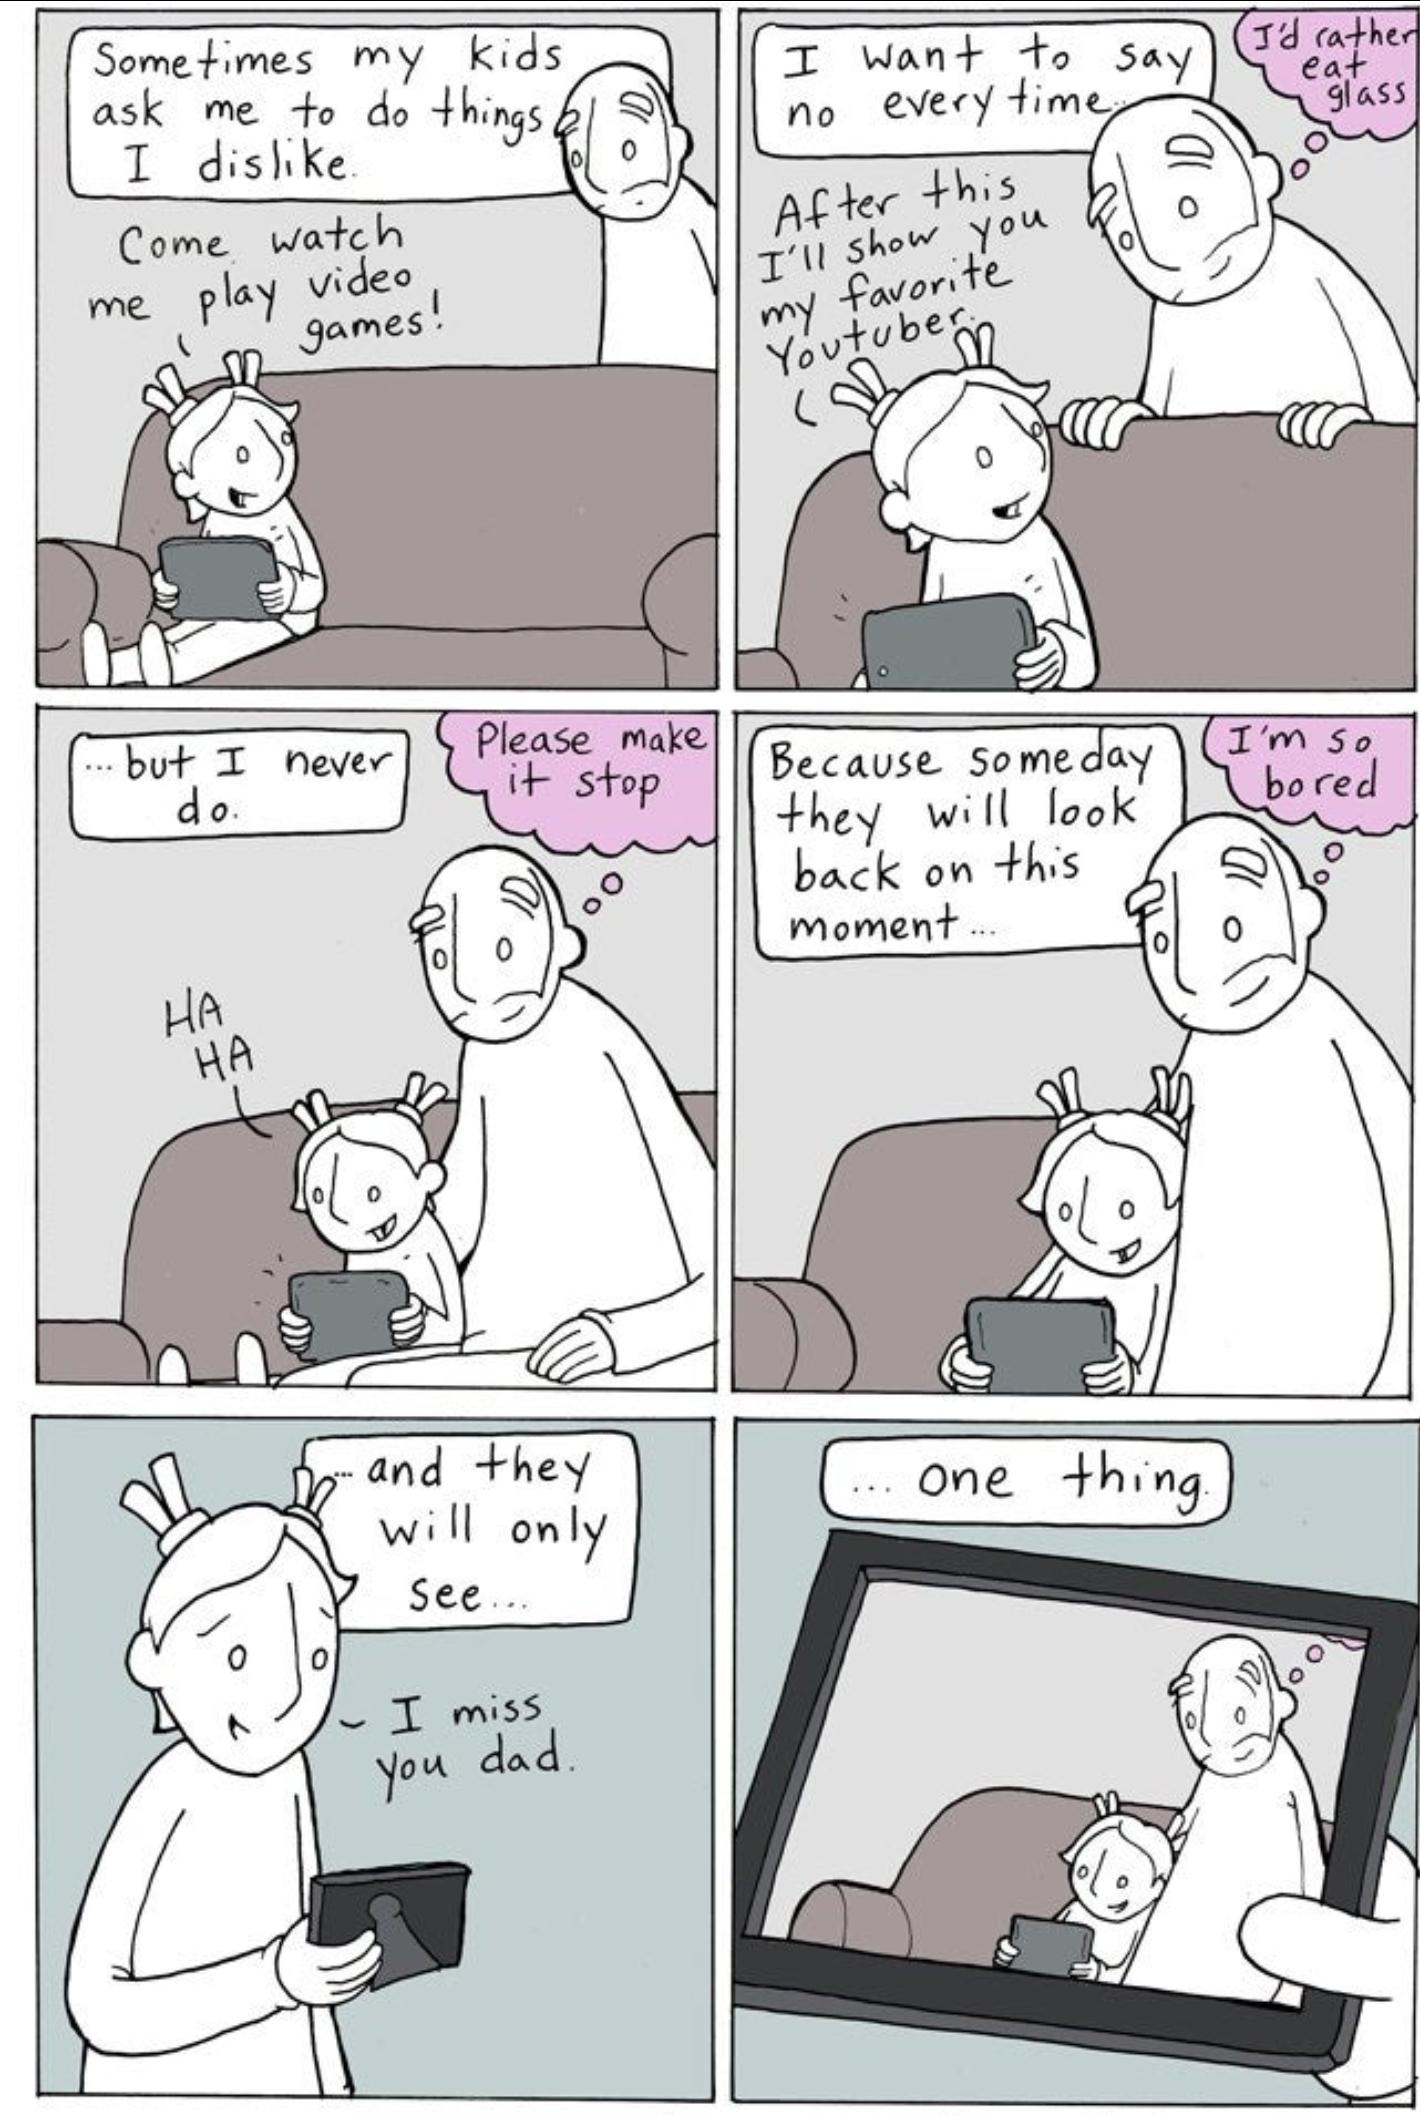 Sometimes my kids
ask me to do things
I dislike.
Come watch
me play video
games!
I want to say
no every time...
I'd rather
eat
glass
After this
I'll show you
my favorite
Youtuber.
...but I never
do.
Please make
it stop
HA
HA
Because someday
they will look
back on this
moment...
I'm so
bored
...and they
will only
see...
I miss
you dad.
... one thing.